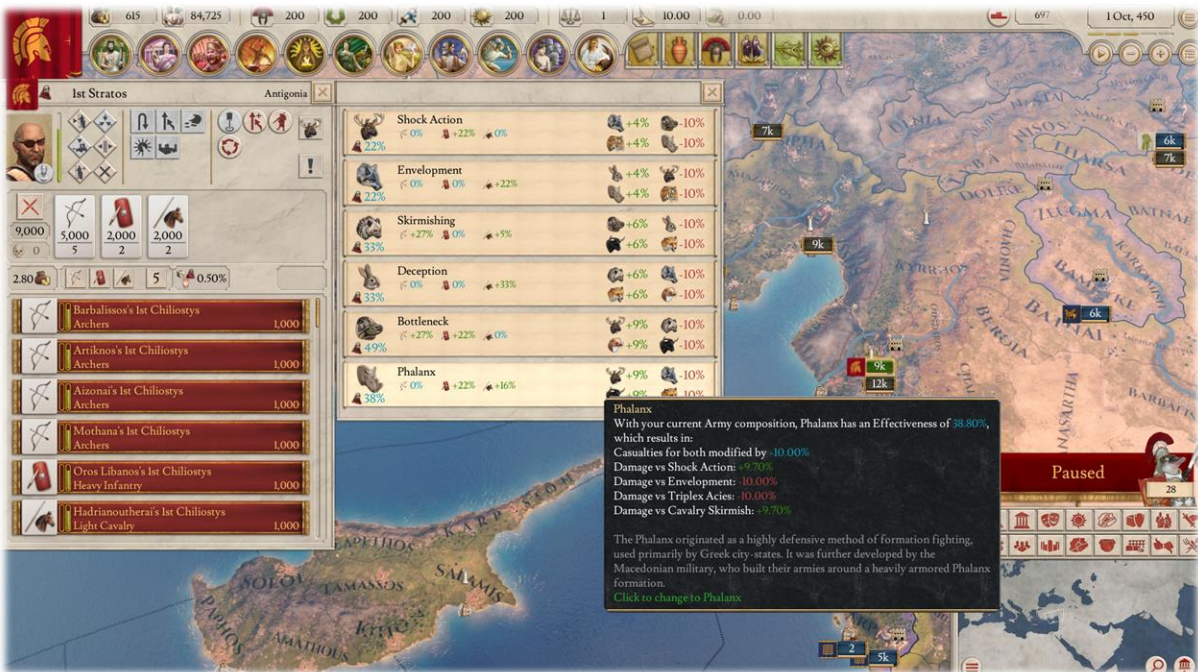 615 84,725 200 200 200 200 1 10.00 0.00 697 1 Oct, 450
1st Stratos Antigonia
9,000
5,000 2,000 2,000
0 5 2 2
2.80 5 0.50%
Barbalissos's 1st Chiliostys
Archers 1,000
Artiknos's 1st Chiliostys
Archers 1,000
Aizonai's 1st Chiliostys
Archers 1,000
Mothana's 1st Chiliostys
Archers 1,000
Oros Libanos's 1st Chiliostys
Heavy Infantry 1,000
Hadrianoutherai's 1st Chiliostys
Light Cavalry 1,000
Shock Action
0% +22% 0%
22%
+4% -10%
+4% -10%
Envelopment
0% 0% +22%
22%
+4% -10%
+4% -10%
Skirmishing
+27% 0% +5%
33%
+6% -10%
+6% -10%
Deception
0% 0% +33%
33%
+6% -10%
+6% -10%
Bottleneck
+27% +22% 0%
49%
+9% -10%
+9% -10%
Phalanx
0% +22% +16%
38%
+9% -10%
+9% -10%
Phalanx
With your current Army composition, Phalanx has an Effectiveness of 38.80%,
which results in:
Casualties for both modified by -10.00%
Damage vs Shock Action: +9.70%
Damage vs Envelopment: -10.00%
Damage vs Triplex Acies: -10.00%
Damage vs Cavalry Skirmish: +9.70%
The Phalanx originated as a highly defensive method of formation fighting,
used primarily by Greek city-states. It was further developed by the
Macedonian military, who built their armies around a heavily armored Phalanx
formation.
Click to change to Phalanx
7k
9k
6k
7k
6k
9k
12k
Paused
28
2
5k
DOLIKE
ZEUGMA
BATNAE
KYRRHOS
BEROIA
BATNAI
NASARTHA
LAPETHOS
KARPASIA
SOLOI
TAMASSOS
SALAMIS
PAPHOS
AMATHOUS
KITION